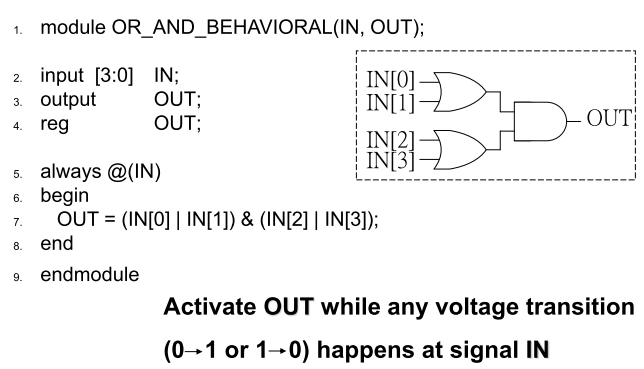 1. module OR_AND_BEHAVIORAL(IN, OUT);
2. input [3:0] IN;
3. output OUT;
4. reg OUT;
5. always @(IN)
6. begin
7. OUT = (IN[0] | IN[1]) & (IN[2] | IN[3]);
8. end
9. endmodule
IN[0]
IN[1]
IN[2]
IN[3]
OUT
Activate OUT while any voltage transition
(0→1 or 1→0) happens at signal IN